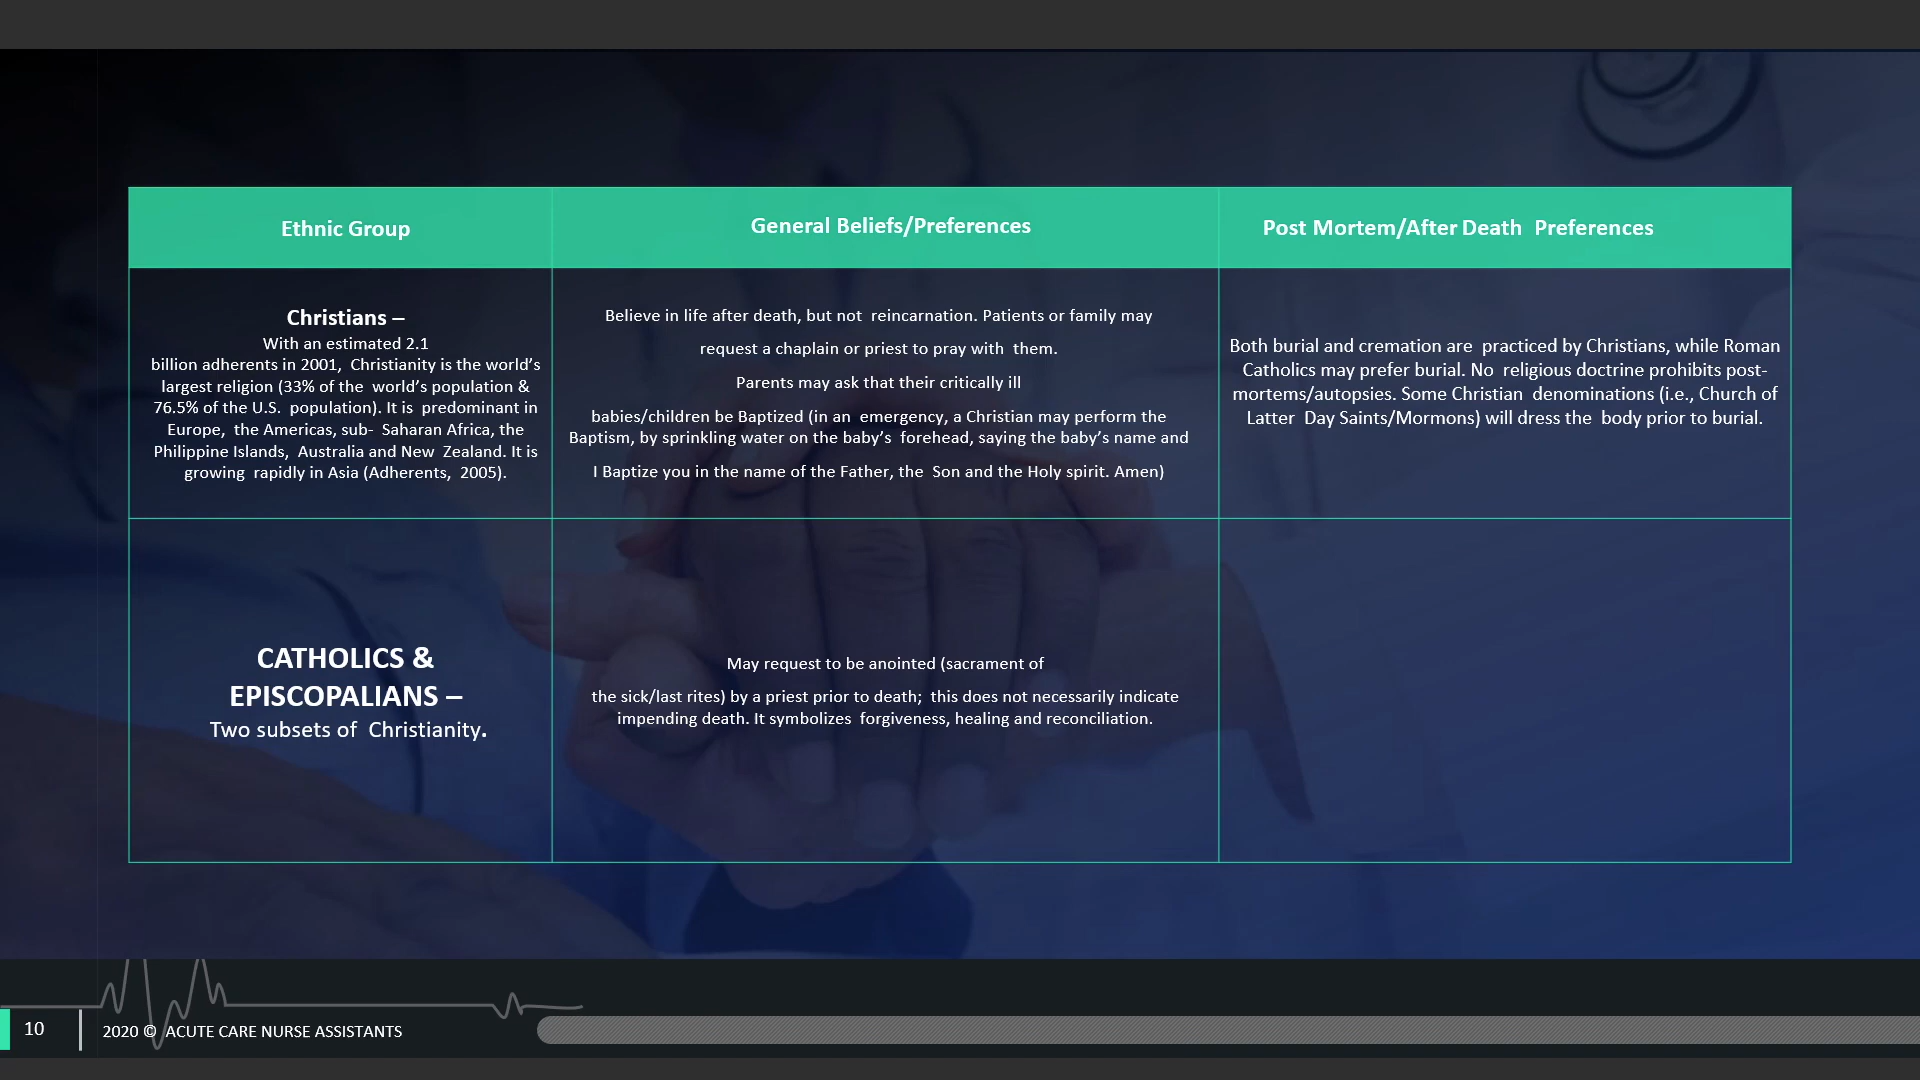 Ethnic Group
General Beliefs/Preferences
Post Mortem/After Death Preferences
Christians –
With an estimated 2.1
billion adherents in 2001, Christianity is the world’s
largest religion (33% of the world’s population &
76.5% of the U.S. population). It is predominant in
Europe, the Americas, sub- Saharan Africa, the
Philippine Islands, Australia and New Zealand. It is
growing rapidly in Asia (Adherents, 2005).
Believe in life after death, but not reincarnation. Patients or family may
request a chaplain or priest to pray with them.
Parents may ask that their critically ill
babies/children be Baptized (in an emergency, a Christian may perform the
Baptism, by sprinkling water on the baby’s forehead, saying the baby’s name and
I Baptize you in the name of the Father, the Son and the Holy spirit. Amen)
Both burial and cremation are practiced by Christians, while Roman
Catholics may prefer burial. No religious doctrine prohibits post-
mortems/autopsies. Some Christian denominations (i.e., Church of
Latter Day Saints/Mormons) will dress the body prior to burial.
CATHOLICS &
EPISCOPALIANS –
Two subsets of Christianity.
May request to be anointed (sacrament of
the sick/last rites) by a priest prior to death; this does not necessarily indicate
impending death. It symbolizes forgiveness, healing and reconciliation.
10
2020 © ACUTE CARE NURSE ASSISTANTS